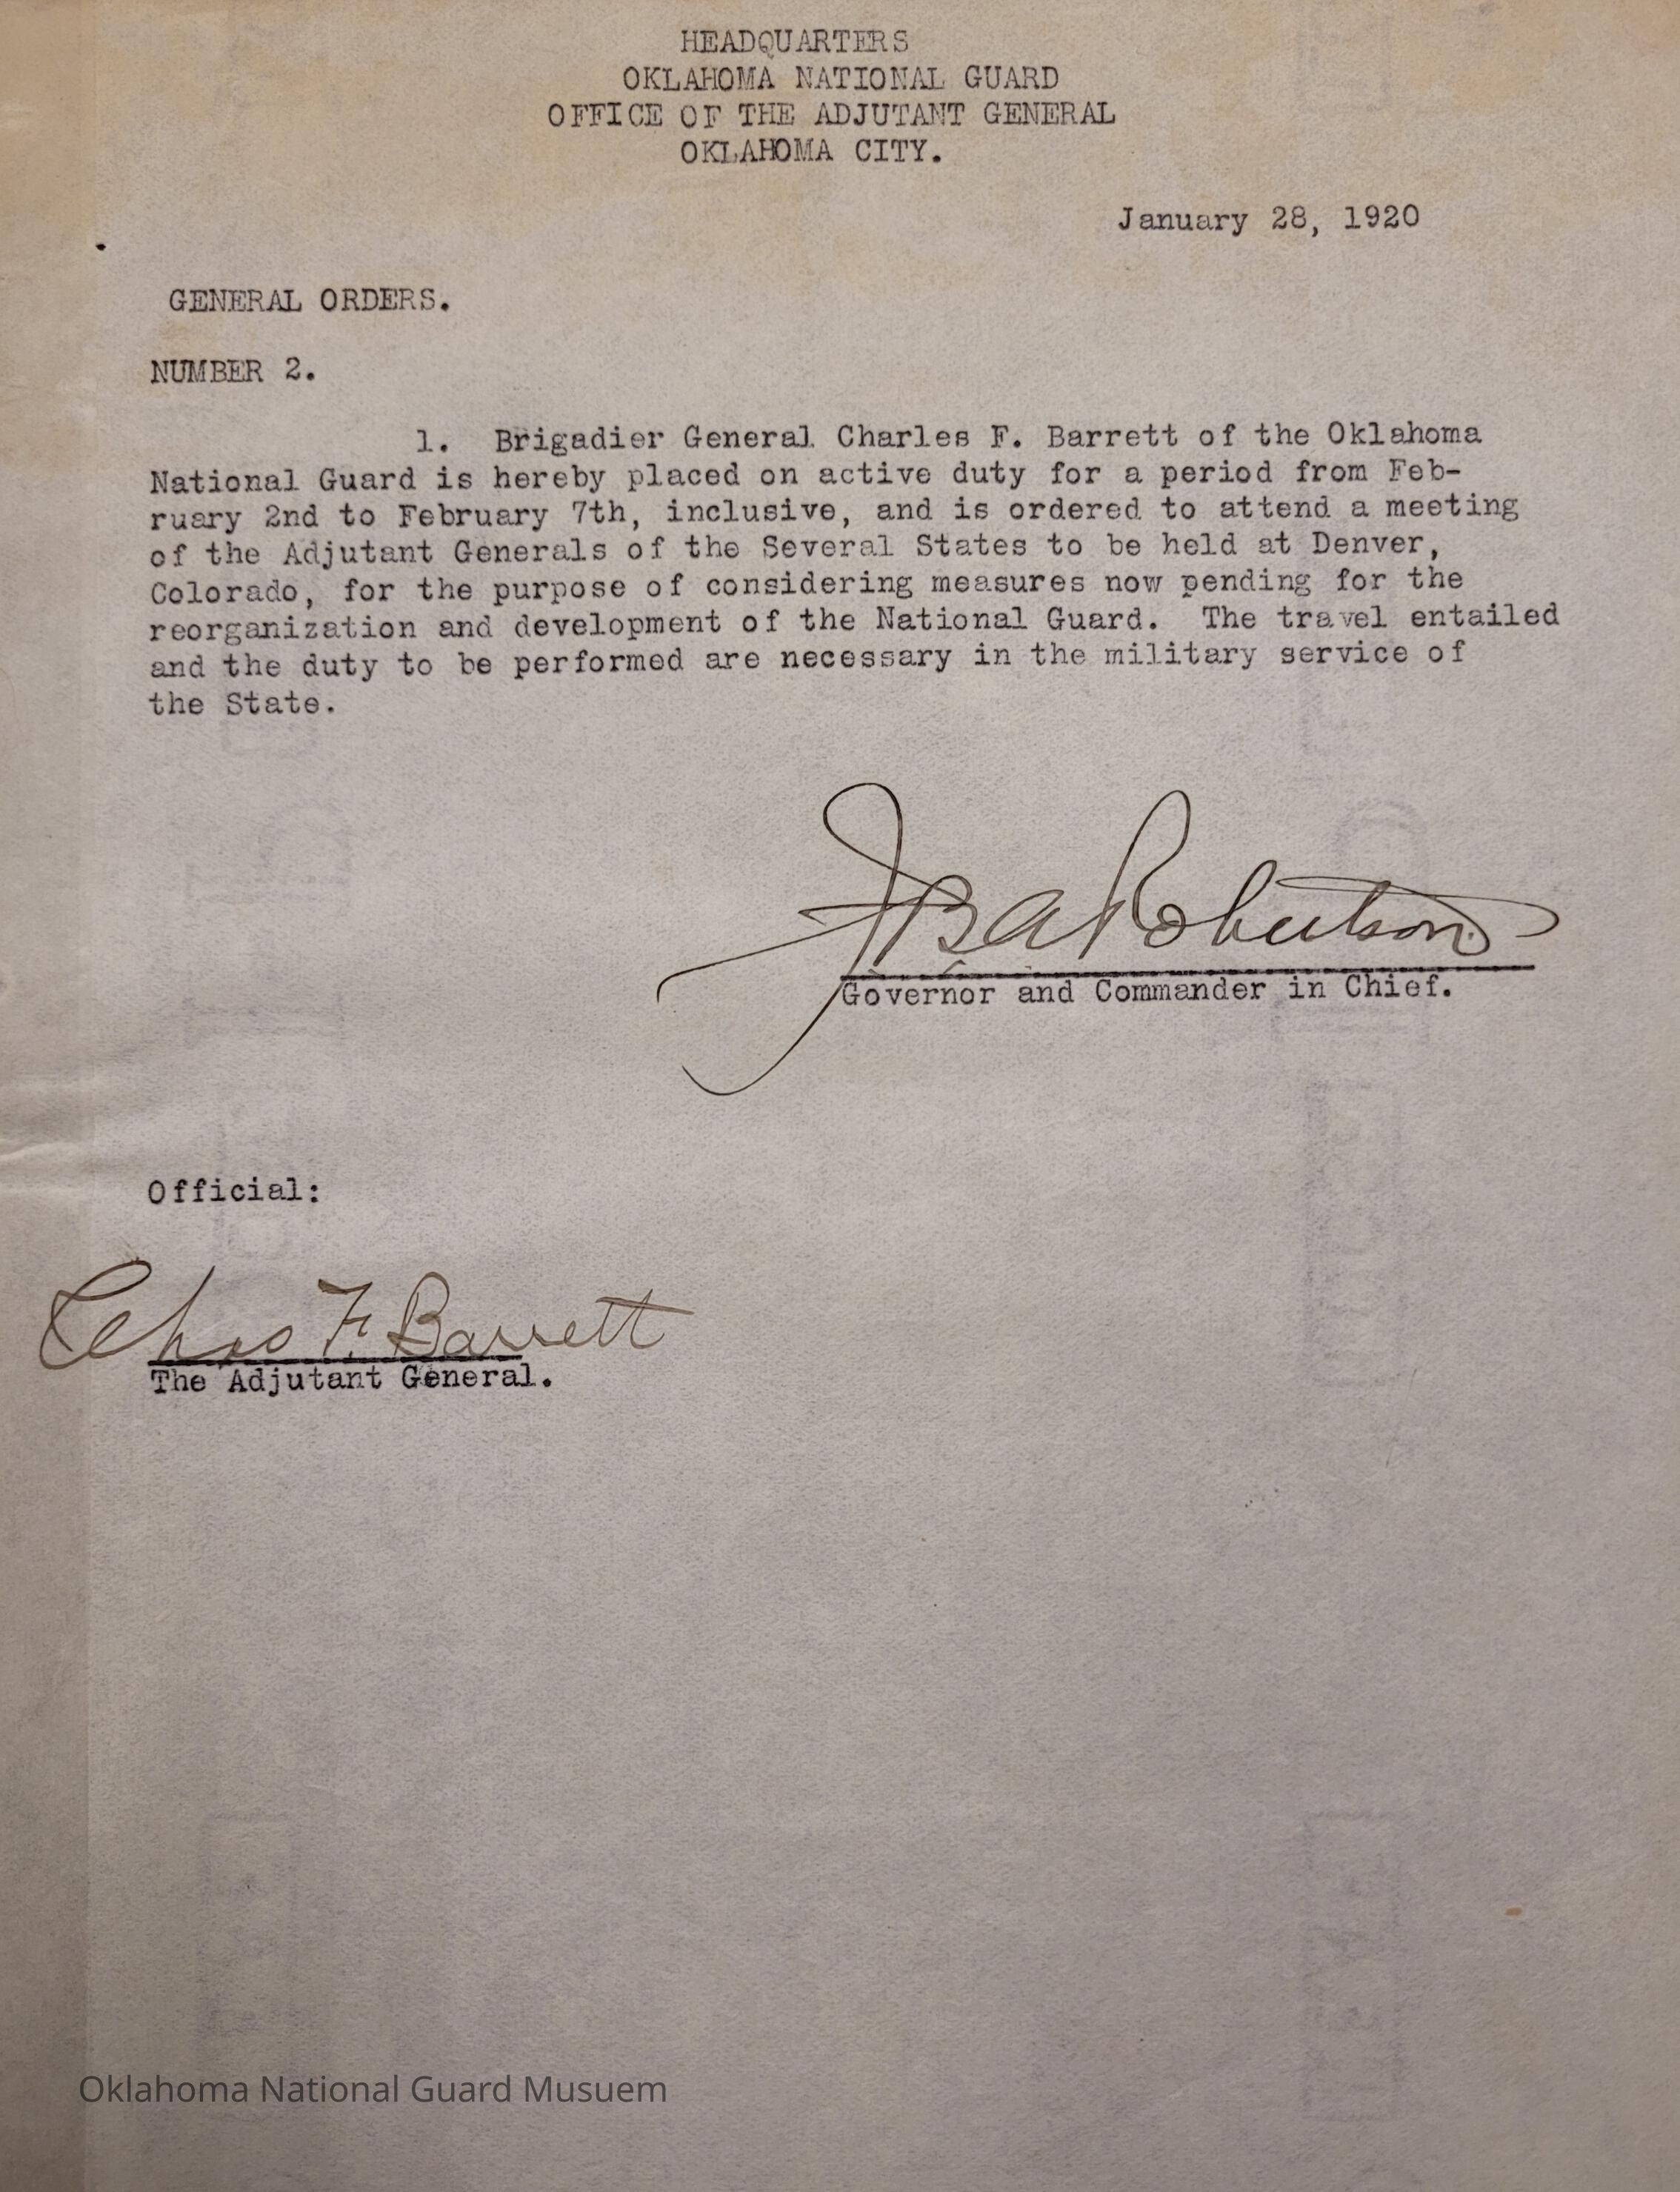 HEADQUARTERS
OKLAHOMA NATIONAL GUARD
OFFICE OF THE ADJUTANT GENERAL
OKLAHOMA CITY.
January 28, 1920
GENERAL ORDERS.
NUMBER 2.
1. Brigadier General Charles F. Barrett of the Oklahoma
National Guard is hereby placed on active duty for a period from Feb-
ruary 2nd to February 7th, inclusive, and is ordered to attend a meeting
of the Adjutant Generals of the Several States to be held at Denver,
Colorado, for the purpose of considering measures now pending for the
reorganization and development of the National Guard. The travel entailed
and the duty to be performed are necessary in the military service of
the State.
JBA Robertson
Governor and Commander in Chief.
Official:
Chas F. Barrett
The Adjutant General.
Oklahoma National Guard Musuem